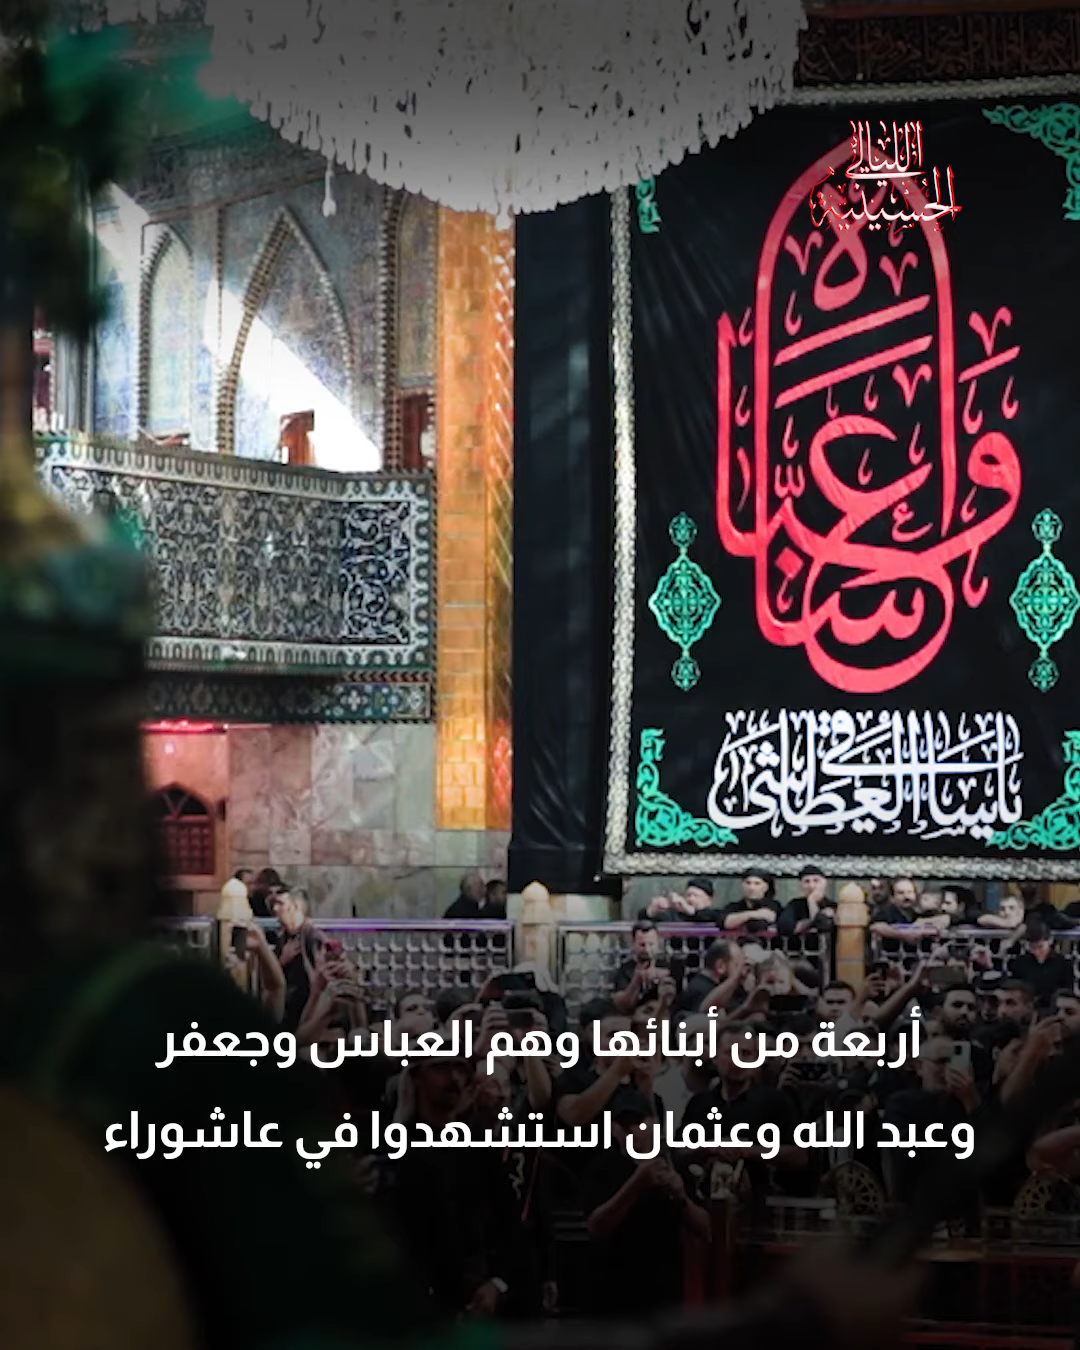 الليالي
الحسينية
واعباساه
ياساقي العطاشى
أربعة من أبنائها وهم العباس وجعفر
وعبد الله وعثمان استشهدوا في عاشوراء